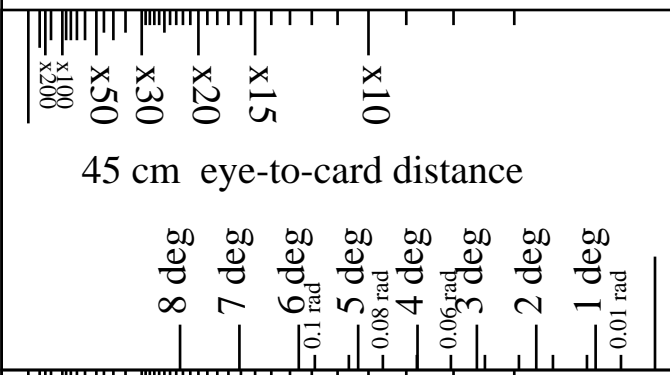 x200
x100
x50
x30
x20
x15
x10
45 cm eye-to-card distance
8 deg
7 deg
6 deg
0.1 rad
5 deg
0.08 rad
4 deg
0.06 rad
3 deg
2 deg
1 deg
0.01 rad